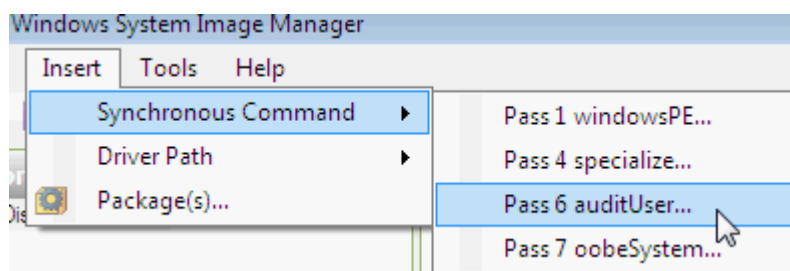 Windows System Image Manager
Insert Tools Help
Synchronous Command
Driver Path
Package(s)...
Pass 1 windowsPE...
Pass 4 specialize...
Pass 6 auditUser...
Pass 7 oobeSystem...